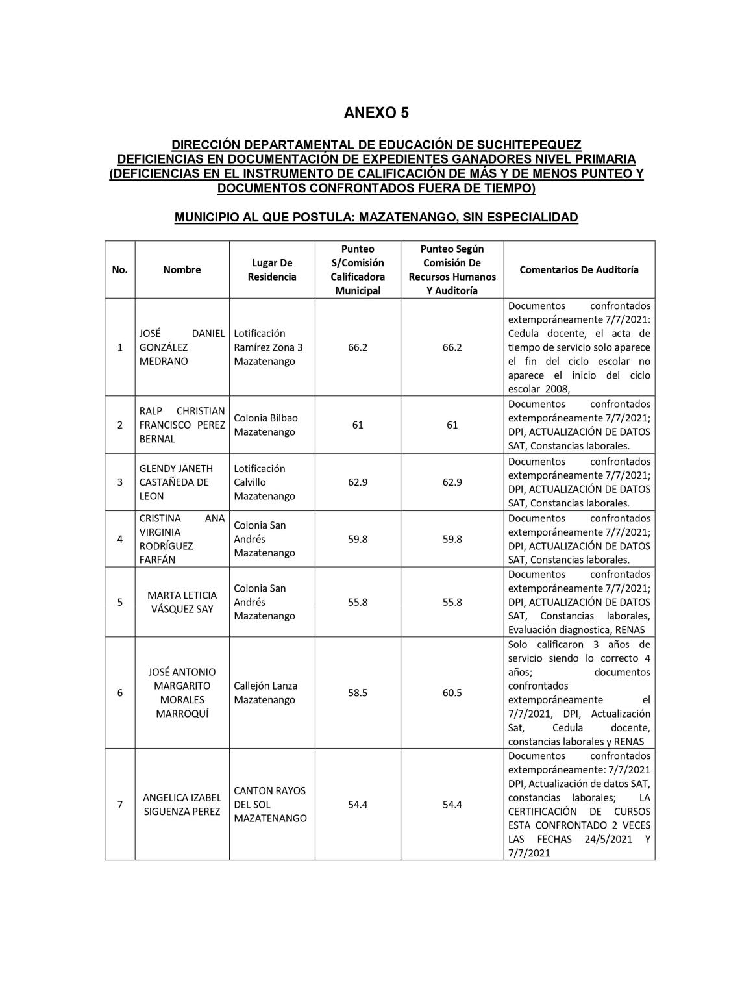 ANEXO 5
DIRECCIÓN DEPARTAMENTAL DE EDUCACIÓN DE SUCHITEPEQUEZ
DEFICIENCIAS EN DOCUMENTACIÓN DE EXPEDIENTES GANADORES NIVEL PRIMARIA
(DEFICIENCIAS EN EL INSTRUMENTO DE CALIFICACIÓN DE MÁS Y DE MENOS PUNTEO Y
DOCUMENTOS CONFRONTADOS FUERA DE TIEMPO)
MUNICIPIO AL QUE POSTULA: MAZATENANGO, SIN ESPECIALIDAD
No.
Nombre
Lugar De
Residencia
Punteo
S/Comisión
Calificadora
Municipal
Punteo Según
Comisión De
Recursos Humanos
Y Auditoría
Comentarios De Auditoría
1
JOSÉ DANIEL
GONZÁLEZ
MEDRANO
Lotificación
Ramírez Zona 3
Mazatenango
66.2
66.2
Documentos confrontados
extemporáneamente 7/7/2021:
Cedula docente, el acta de
tiempo de servicio solo aparece
el fin del ciclo escolar no
aparece el inicio del ciclo
escolar 2008,
2
RALP CHRISTIAN
FRANCISCO PEREZ
BERNAL
Colonia Bilbao
Mazatenango
61
61
Documentos confrontados
extemporáneamente 7/7/2021;
DPI, ACTUALIZACIÓN DE DATOS
SAT, Constancias laborales.
3
GLENDY JANETH
CASTAÑEDA DE
LEON
Lotificación
Calvillo
Mazatenango
62.9
62.9
Documentos confrontados
extemporáneamente 7/7/2021;
DPI, ACTUALIZACIÓN DE DATOS
SAT, Constancias laborales.
4
CRISTINA ANA
VIRGINIA
RODRÍGUEZ
FARFÁN
Colonia San
Andrés
Mazatenango
59.8
59.8
Documentos confrontados
extemporáneamente 7/7/2021;
DPI, ACTUALIZACIÓN DE DATOS
SAT, Constancias laborales.
5
MARTA LETICIA
VÁSQUEZ SAY
Colonia San
Andrés
Mazatenango
55.8
55.8
Documentos confrontados
extemporáneamente 7/7/2021;
DPI, ACTUALIZACIÓN DE DATOS
SAT, Constancias laborales,
Evaluación diagnostica, RENAS
6
JOSÉ ANTONIO
MARGARITO
MORALES
MARROQUÍ
Callejón Lanza
Mazatenango
58.5
60.5
Solo calificaron 3 años de
servicio siendo lo correcto 4
años; documentos
confrontados
extemporáneamente el
7/7/2021, DPI, Actualización
Sat, Cedula docente,
constancias laborales y RENAS
7
ANGELICA IZABEL
SIGUENZA PEREZ
CANTON RAYOS
DEL SOL
MAZATENANGO
54.4
54.4
Documentos confrontados
extemporáneamente: 7/7/2021
DPI, Actualización de datos SAT,
constancias laborales; LA
CERTIFICACIÓN DE CURSOS
ESTA CONFRONTADO 2 VECES
LAS FECHAS 24/5/2021 Y
7/7/2021